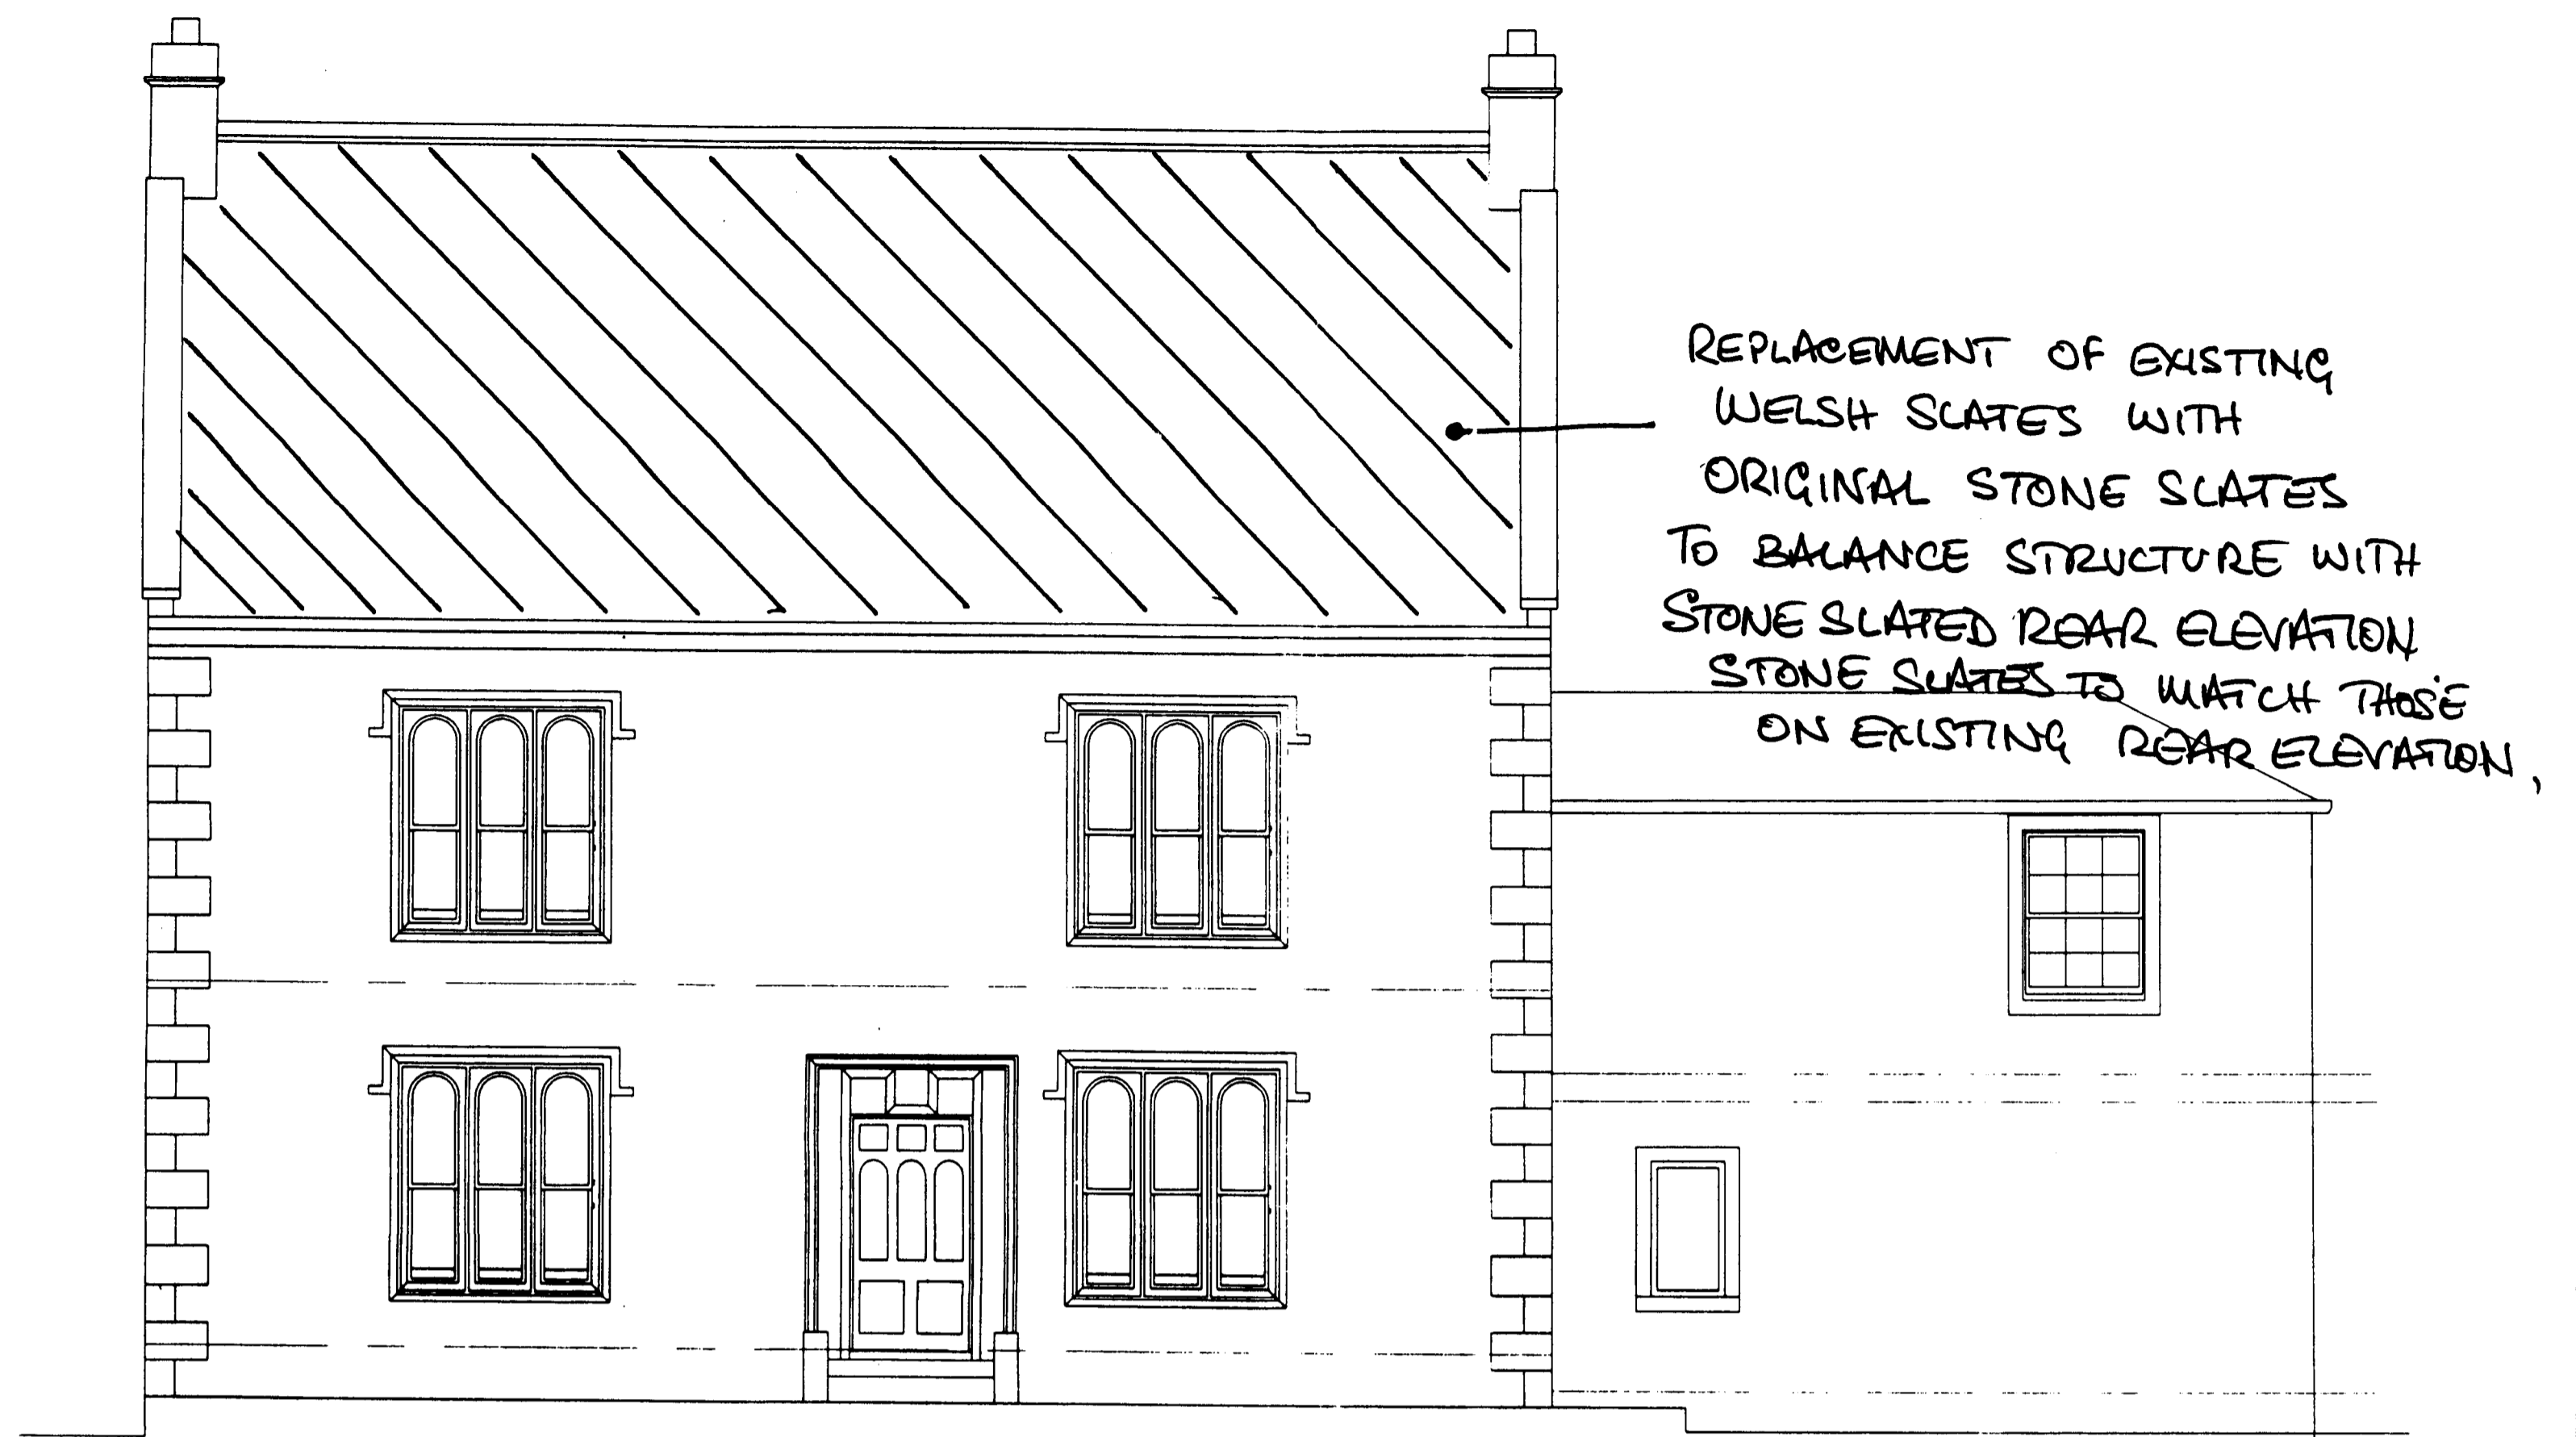 REPLACEMENT OF EXISTING
WELSH SLATES WITH
ORIGINAL STONE SLATES
TO BALANCE STRUCTURE WITH
STONE SLATED REAR ELEVATION
STONE SLATES TO MATCH THOSE
ON EXISTING REAR ELEVATION,